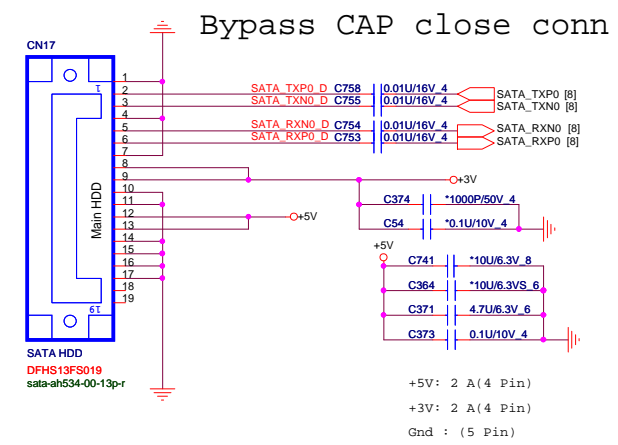 Bypass CAP close conn
CN17
1
2
3
4
5
6
7
8
9
10
11
12
13
14
15
16
17
18
19
1
19
Main HDD
SATA_TXP0_D C758 0.01U/16V_4 SATA_TXP0 [8]
SATA_TXN0_D C755 0.01U/16V_4 SATA_TXN0 [8]
SATA_RXN0_D C754 0.01U/16V_4 SATA_RXN0 [8]
SATA_RXP0_D C753 0.01U/16V_4 SATA_RXP0 [8]
+3V
C374 *1000P/50V_4
+5V
C54 *0.1U/10V_4
+5V
C741 *10U/6.3V_8
C364 *10U/6.3VS_6
C371 4.7U/6.3V_6
C373 0.1U/10V_4
SATA HDD
DFHS13FS019
sata-ah534-00-13p-r
+5V: 2 A(4 Pin)
+3V: 2 A(4 Pin)
Gnd : (5 Pin)